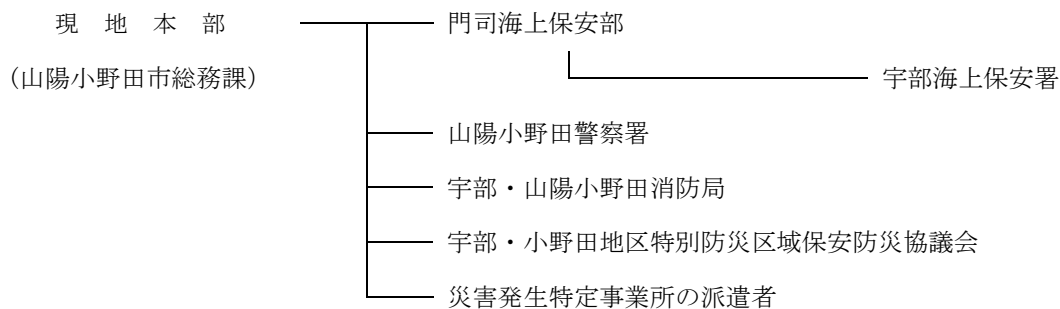 現 地 本 部 門司海上保安部
（山陽小野田市総務課） 宇部海上保安署
山陽小野田警察署
宇部・山陽小野田消防局
宇部・小野田地区特別防災区域保安防災協議会
災害発生特定事業所の派遣者